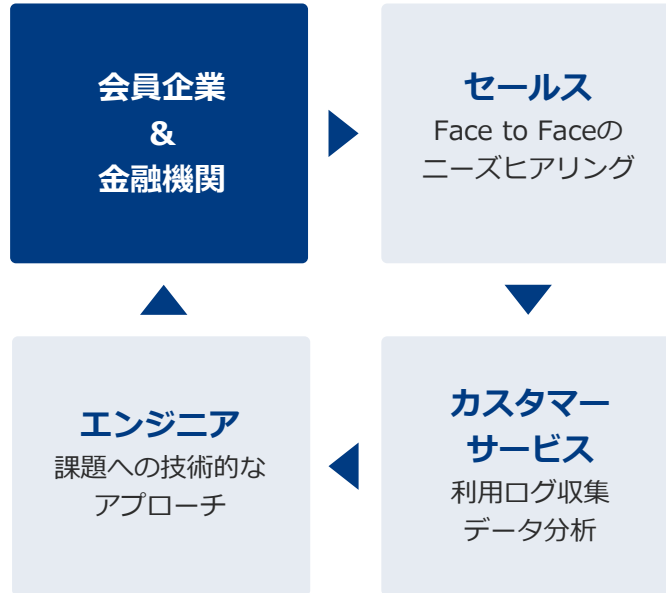 会員企業
&
金融機関
セールス
Face to Faceの
ニーズヒアリング
エンジニア
課題への技術的な
アプローチ
カスタマー
サービス
利用ログ収集
データ分析